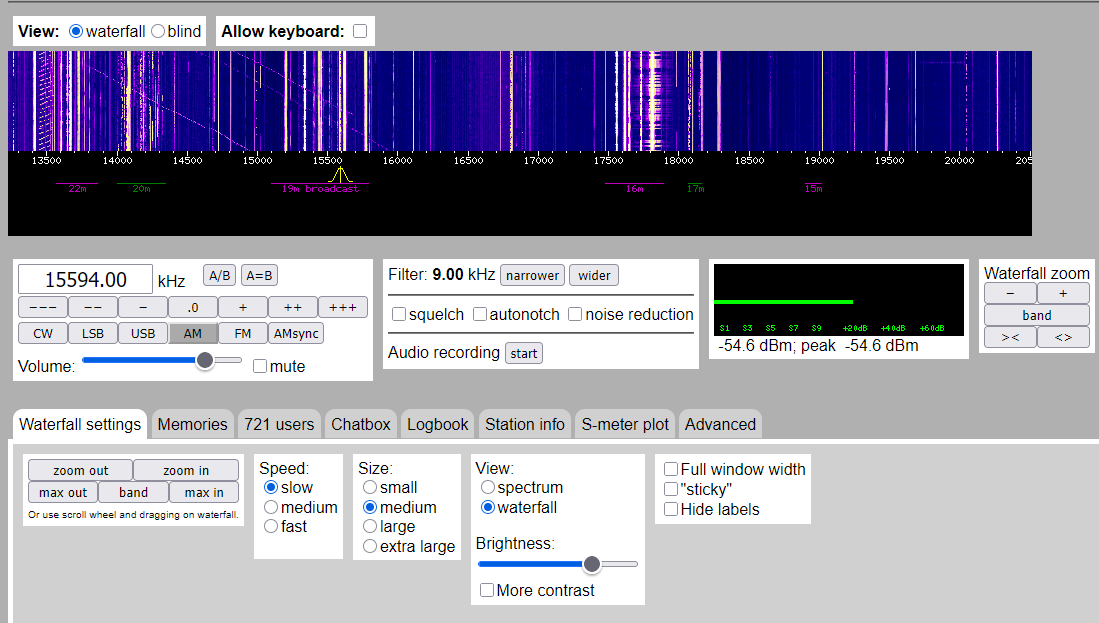 View: waterfall blind Allow keyboard:
13500 14000 14500 15000 15500 16000 16500 17000 17500 18000 18500 19000 19500 20000 205
22m 20m 19m broadcast 16m 17m 15m
15594.00 kHz A/B A=B
--- -- - .0 + ++ +++
CW LSB USB AM FM AMsync
Volume: mute
Filter: 9.00 kHz narrower wider
squelch autonotch noise reduction
Audio recording start
S1 S3 S5 S7 S9 +20dB +40dB +60dB
-54.6 dBm; peak -54.6 dBm
Waterfall zoom
- +
band
>< <>
Waterfall settings Memories 721 users Chatbox Logbook Station info S-meter plot Advanced
zoom out zoom in
max out band max in
Or use scroll wheel and dragging on waterfall.
Speed:
slow
medium
fast
Size:
small
medium
large
extra large
View:
spectrum
waterfall
Brightness:
More contrast
Full window width
"sticky"
Hide labels